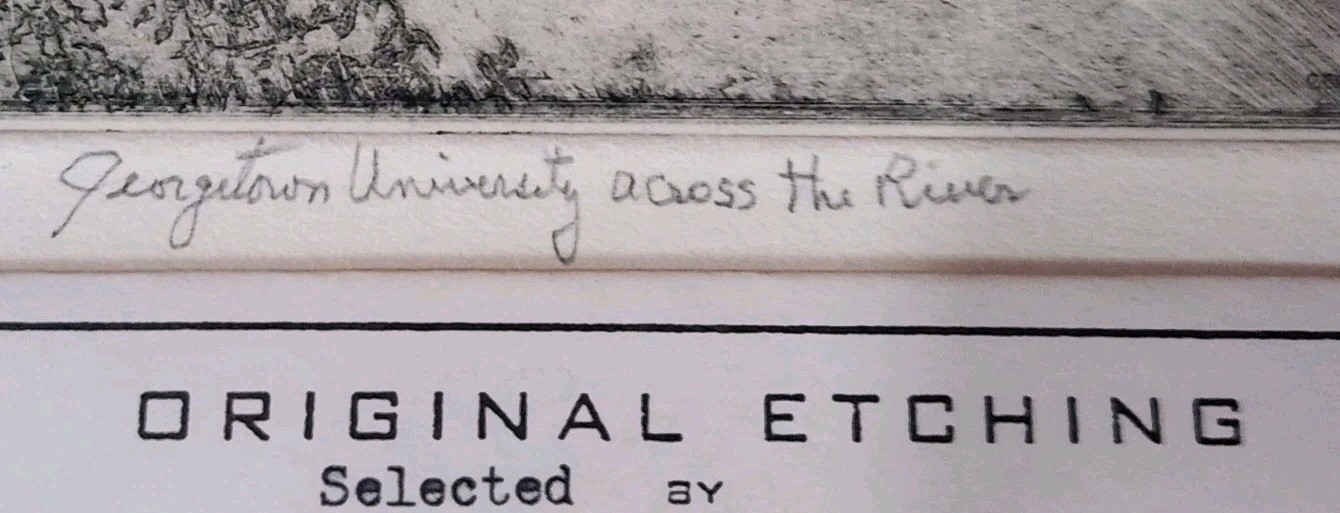 Georgetown University across the River
ORIGINAL ETCHING
Selected BY